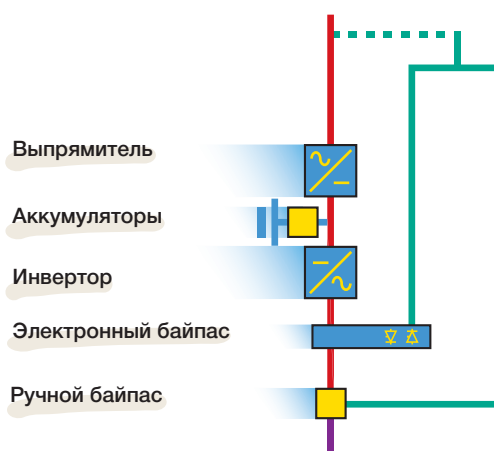 Выпрямитель
Аккумуляторы
Инвертор
Электронный байпас
Ручной байпас